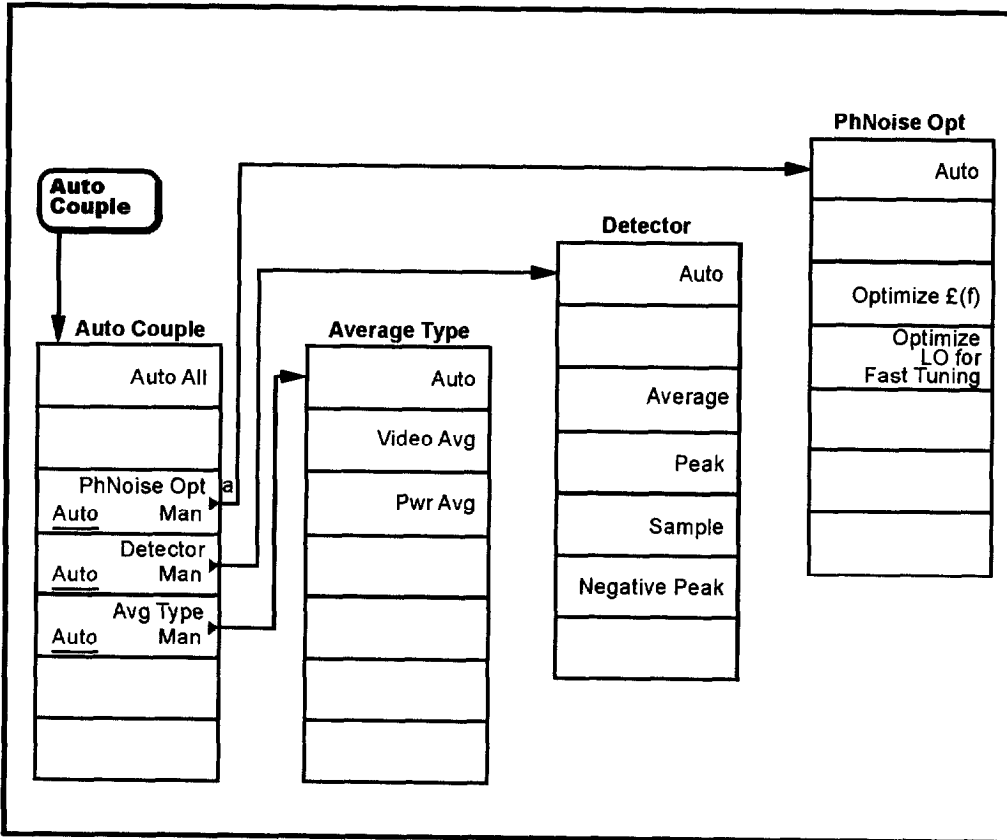 Auto
Couple
Auto Couple
Auto All
PhNoise Opt a
Auto Man
Detector
Auto Man
Avg Type
Auto Man
Average Type
Auto
Video Avg
Pwr Avg
Detector
Auto
Average
Peak
Sample
Negative Peak
PhNoise Opt
Auto
Optimize £(f)
Optimize
LO for
Fast Tuning